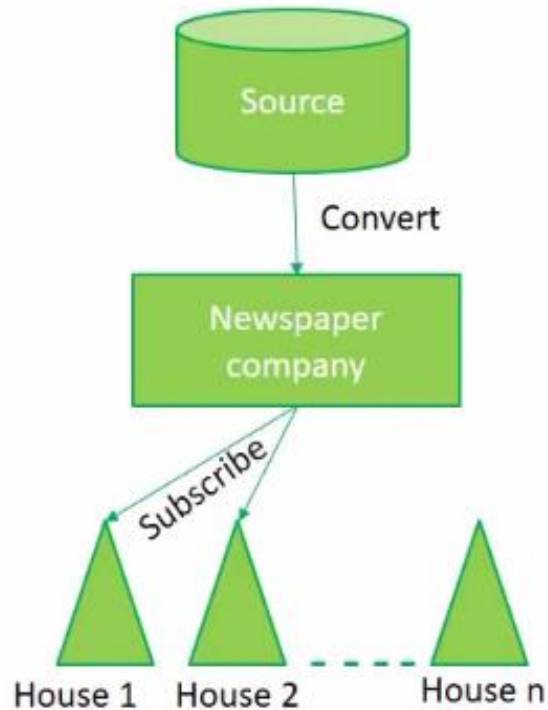 Source
Convert
Newspaper
company
Subscribe
House 1 House 2 House n